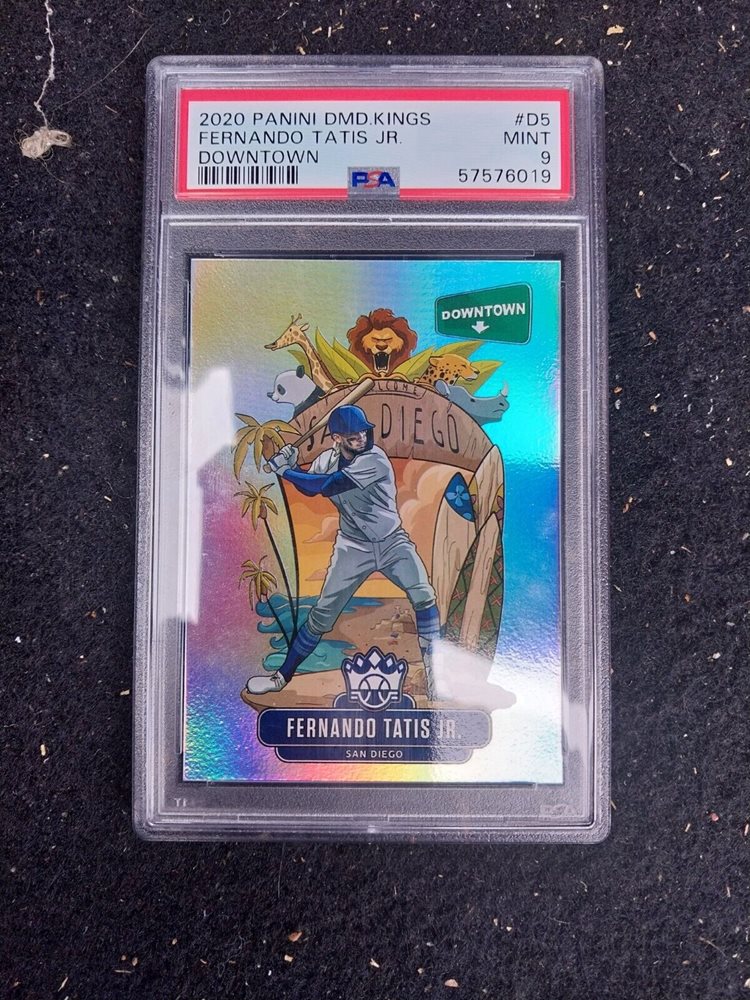 2020 PANINI DMD.KINGS #D5
FERNANDO TATIS JR. MINT
DOWNTOWN 9
PSA 57576019
DOWNTOWN
SAN DIEGO
FERNANDO TATIS JR.
SAN DIEGO